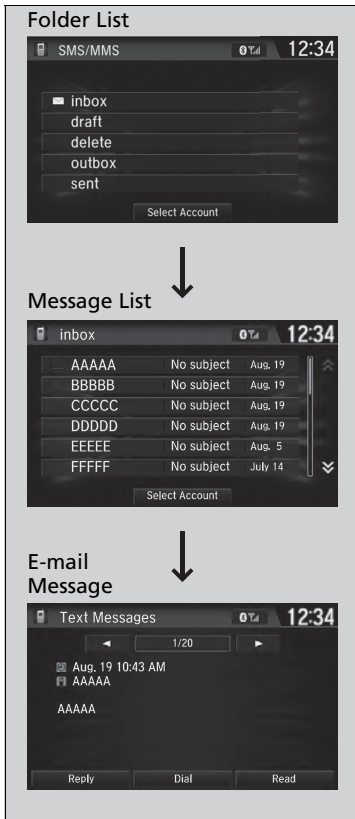 Folder List
SMS/MMS 12:34
inbox
draft
delete
outbox
sent
Select Account
Message List
inbox 12:34
AAAAA No subject Aug. 19
BBBBB No subject Aug. 19
CCCCC No subject Aug. 19
DDDDD No subject Aug. 19
EEEEE No subject Aug. 5
FFFFF No subject July 14
Select Account
E-mail
Message
Text Messages 12:34
1/20
Aug. 19 10:43 AM
AAAAA
AAAAA
Reply Dial Read